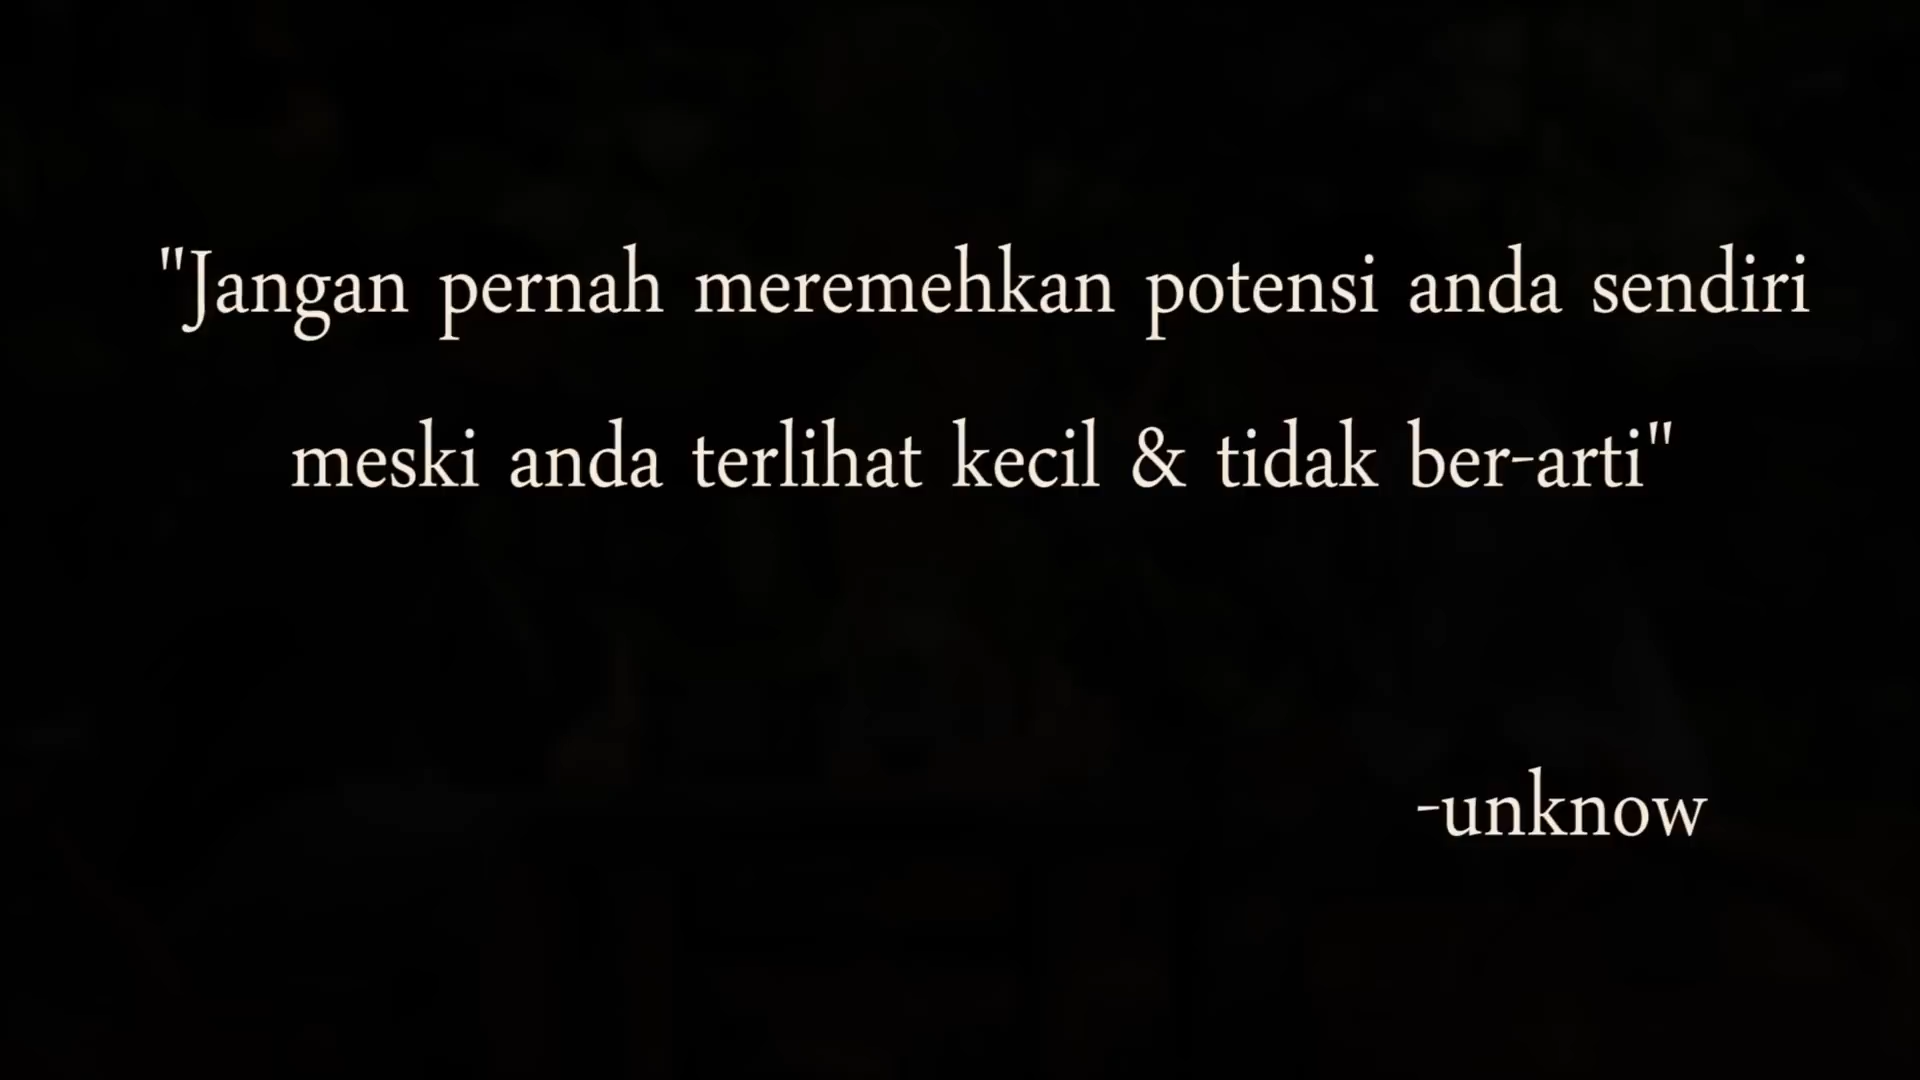 "Jangan pernah meremehkan potensi anda sendiri
meski anda terlihat kecil & tidak ber-arti"
-unknow